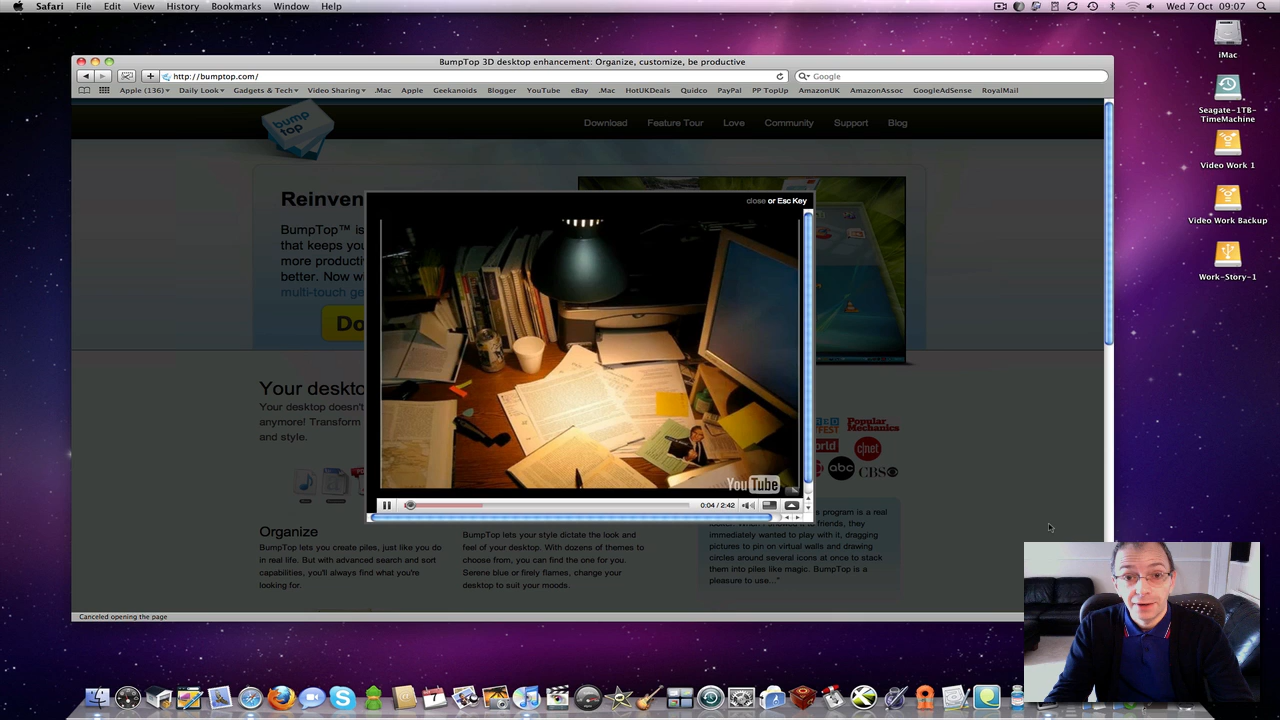 Safari File Edit View History Bookmarks Window Help
Wed 7 Oct 09:07
iMac
Seagate-1TB-
TimeMachine
Video Work 1
Video Work Backup
Work-Story-1
BumpTop 3D desktop enhancement: Organize, customize, be productive
http://bumptop.com/
Google
Apple (136) Daily Look Gadgets & Tech Video Sharing .Mac Apple Geekanoids Blogger YouTube eBay .Mac HotUKDeals Quidco PayPal PP TopUp AmazonUK AmazonAssoc GoogleAdSense RoyalMail
bump
top
Download Feature Tour Love Community Support Blog
Reinven
BumpTop™ is
that keeps you
more producti
better. Now w
multi-touch ge
Do
close or Esc Key
YouTube
0:04 / 2:42
Your deskto
Your desktop doesn't
anymore! Transform
and style.
Popular
Mechanics
c|net
abc
CBS
Organize
BumpTop lets you create piles, just like you do
in real life. But with advanced search and sort
capabilities, you'll always find what you're
looking for.
BumpTop lets your style dictate the look and
feel of your desktop. With dozens of themes to
choose from, you can find the one for you.
Serene blue or firely flames, change your
desktop to suit your moods.
s program is a real
friends, they
immediately wanted to play with it, dragging
pictures to pin on virtual walls and drawing
circles around several icons at once to stack
them into piles like magic. BumpTop is a
pleasure to use..."
Canceled opening the page